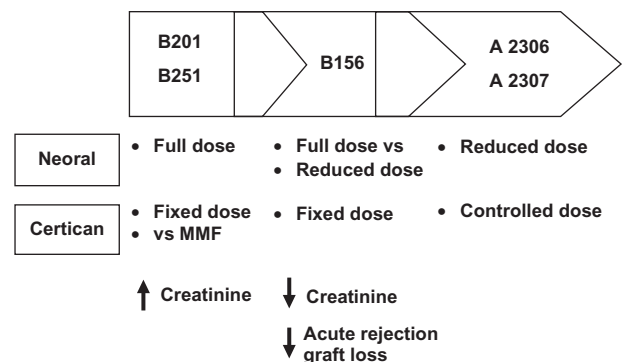 B201
B251
B156
A 2306
A 2307
Neoral
• Full dose
• Full dose vs
• Reduced dose
• Reduced dose
Certican
• Fixed dose
• vs MMF
• Fixed dose
• Controlled dose
↑ Creatinine
↓ Creatinine
↓ Acute rejection
graft loss